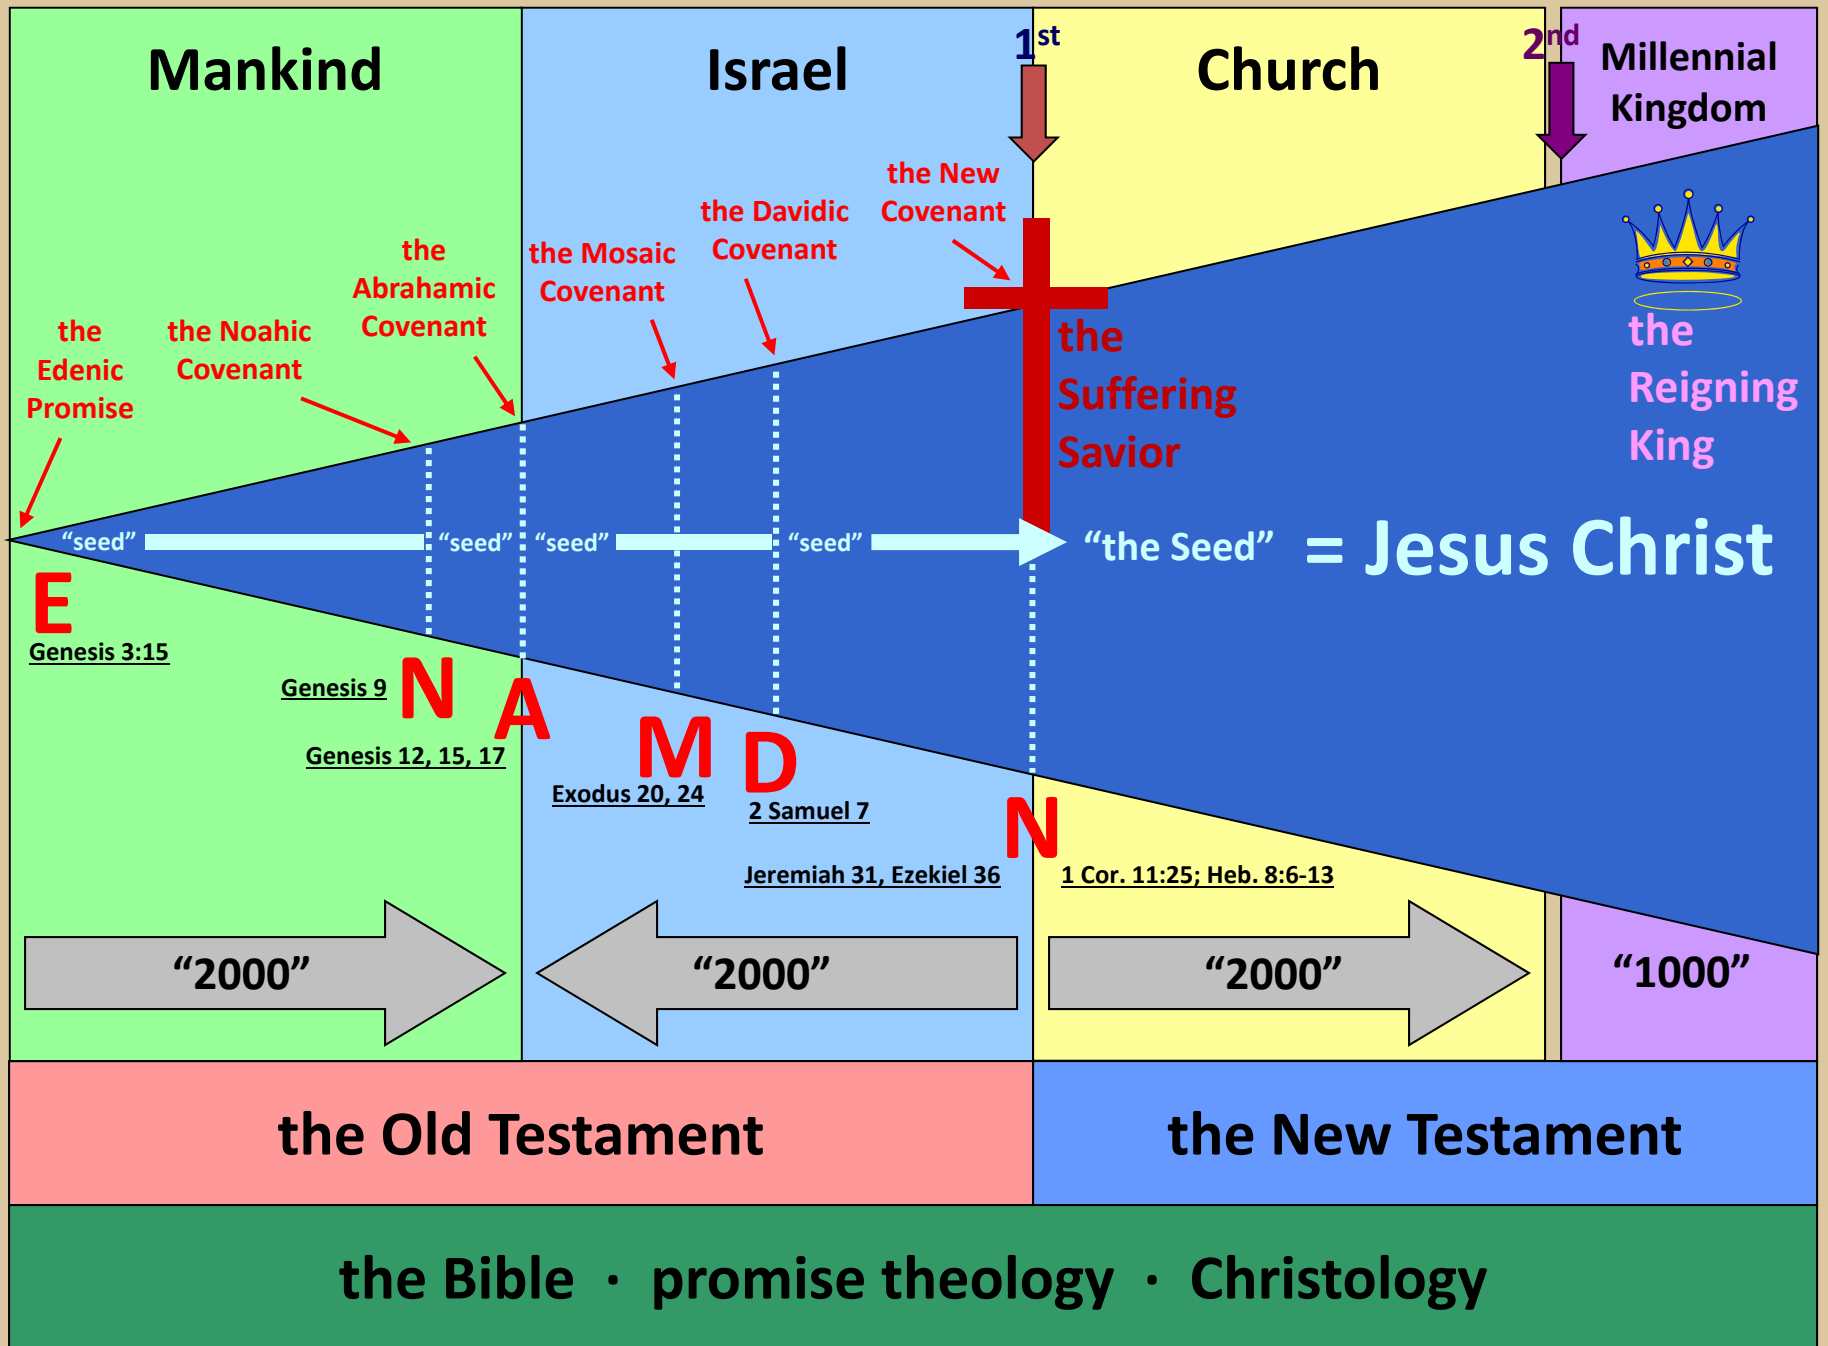 Mankind
Israel
1st
Church
2nd
Millennial
Kingdom
the
Edenic
Promise
the Noahic
Covenant
the
Abrahamic
Covenant
the Mosaic
Covenant
the Davidic
Covenant
the New
Covenant
the
Suffering
Savior
the
Reigning
King
“seed”
“seed”
“seed”
“seed”
“the Seed”
= Jesus Christ
E
Genesis 3:15
Genesis 9
N
A
Genesis 12, 15, 17
M
Exodus 20, 24
D
2 Samuel 7
N
Jeremiah 31, Ezekiel 36
1 Cor. 11:25; Heb. 8:6-13
“2000”
“2000”
“2000”
“1000”
the Old Testament
the New Testament
the Bible · promise theology · Christology